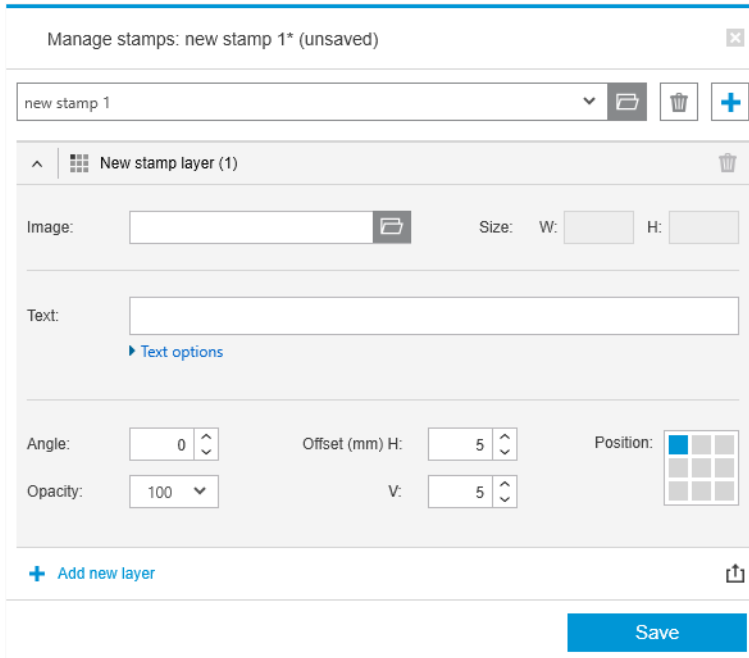 Manage stamps: new stamp 1* (unsaved)
new stamp 1
New stamp layer (1)
Image: Size: W: H:
Text:
Text options
Angle: 0 Offset (mm) H: 5 Position:
Opacity: 100 V: 5
Add new layer
Save